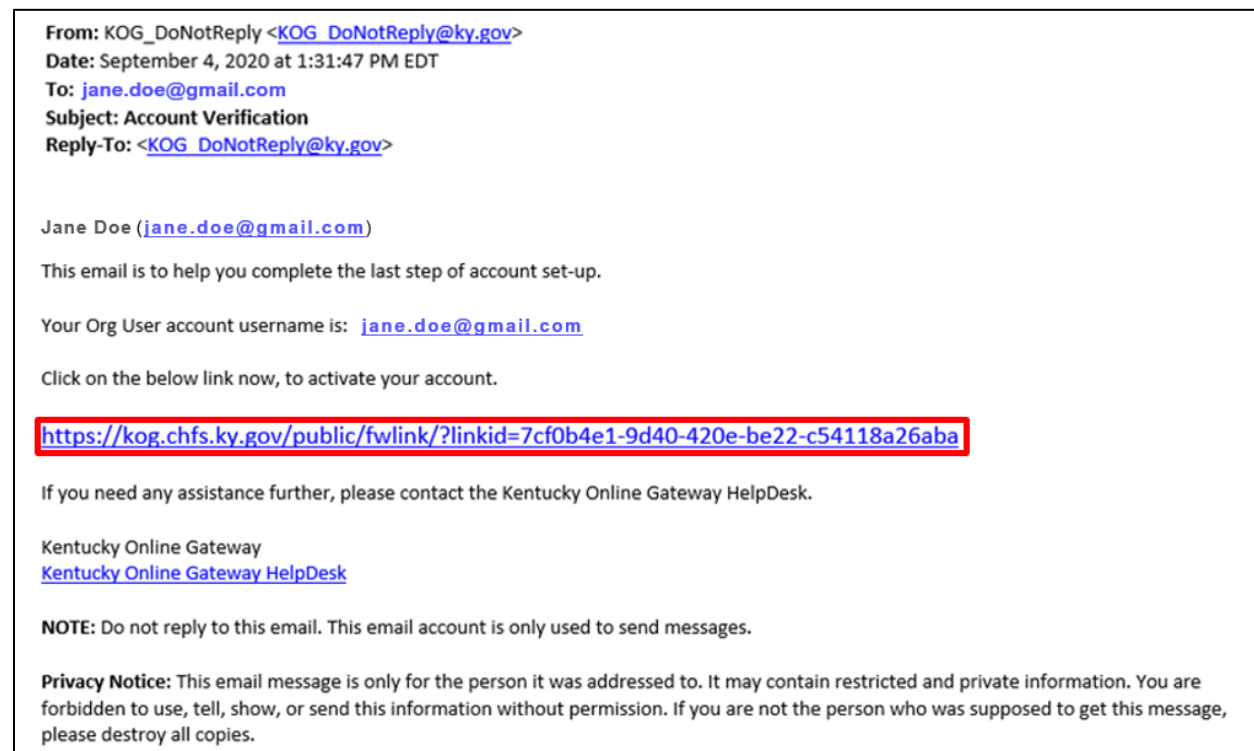 From: KOG_DoNotReply <KOG_DoNotReply@ky.gov>
Date: September 4, 2020 at 1:31:47 PM EDT
To: jane.doe@gmail.com
Subject: Account Verification
Reply-To: <KOG_DoNotReply@ky.gov>
Jane Doe (jane.doe@gmail.com)
This email is to help you complete the last step of account set-up.
Your Org User account username is: jane.doe@gmail.com
Click on the below link now, to activate your account.
https://kog.chfs.ky.gov/public/fwlink/?linkid=7cf0b4e1-9d40-420e-be22-c54118a26aba
If you need any assistance further, please contact the Kentucky Online Gateway HelpDesk.
Kentucky Online Gateway
Kentucky Online Gateway HelpDesk
NOTE: Do not reply to this email. This email account is only used to send messages.
Privacy Notice: This email message is only for the person it was addressed to. It may contain restricted and private information. You are
forbidden to use, tell, show, or send this information without permission. If you are not the person who was supposed to get this message,
please destroy all copies.